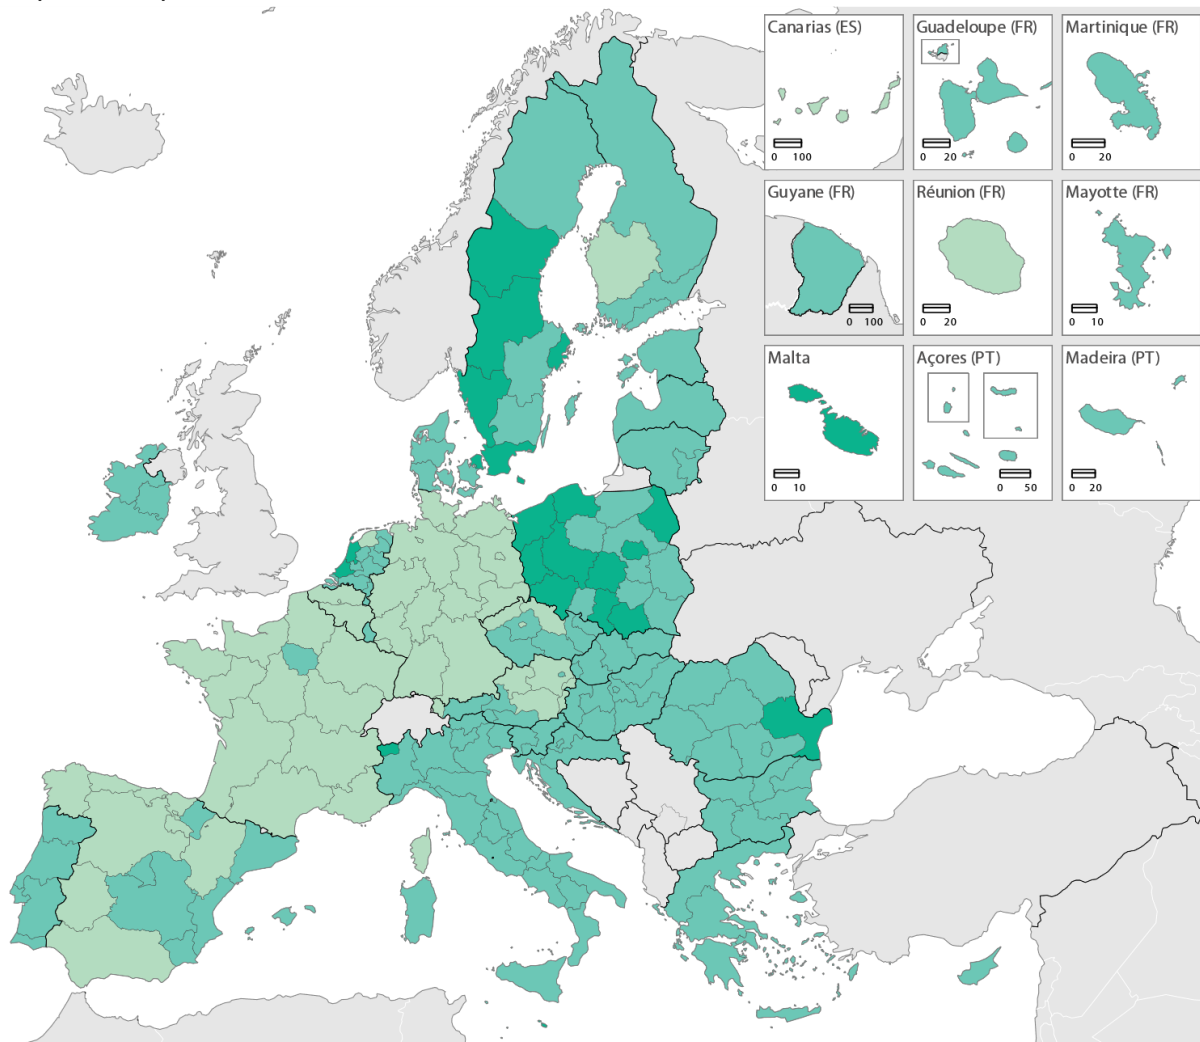 Canarias (ES)
0 100
Guadeloupe (FR)
0 20
Martinique (FR)
0 20
Guyane (FR)
0 100
Réunion (FR)
0 20
Mayotte (FR)
0 10
Malta
0 10
Açores (PT)
0 50
Madeira (PT)
0 20